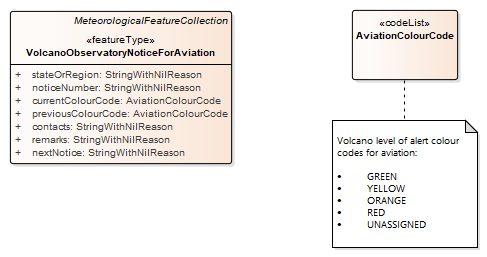 MeteorologicalFeatureCollection
«featureType»
VolcanoObservatoryNoticeForAviation
+ stateOrRegion: StringWithNilReason
+ noticeNumber: StringWithNilReason
+ currentColourCode: AviationColourCode
+ previousColourCode: AviationColourCode
+ contacts: StringWithNilReason
+ remarks: StringWithNilReason
+ nextNotice: StringWithNilReason
«codeList»
AviationColourCode
Volcano level of alert colour
codes for aviation:
• GREEN
• YELLOW
• ORANGE
• RED
• UNASSIGNED